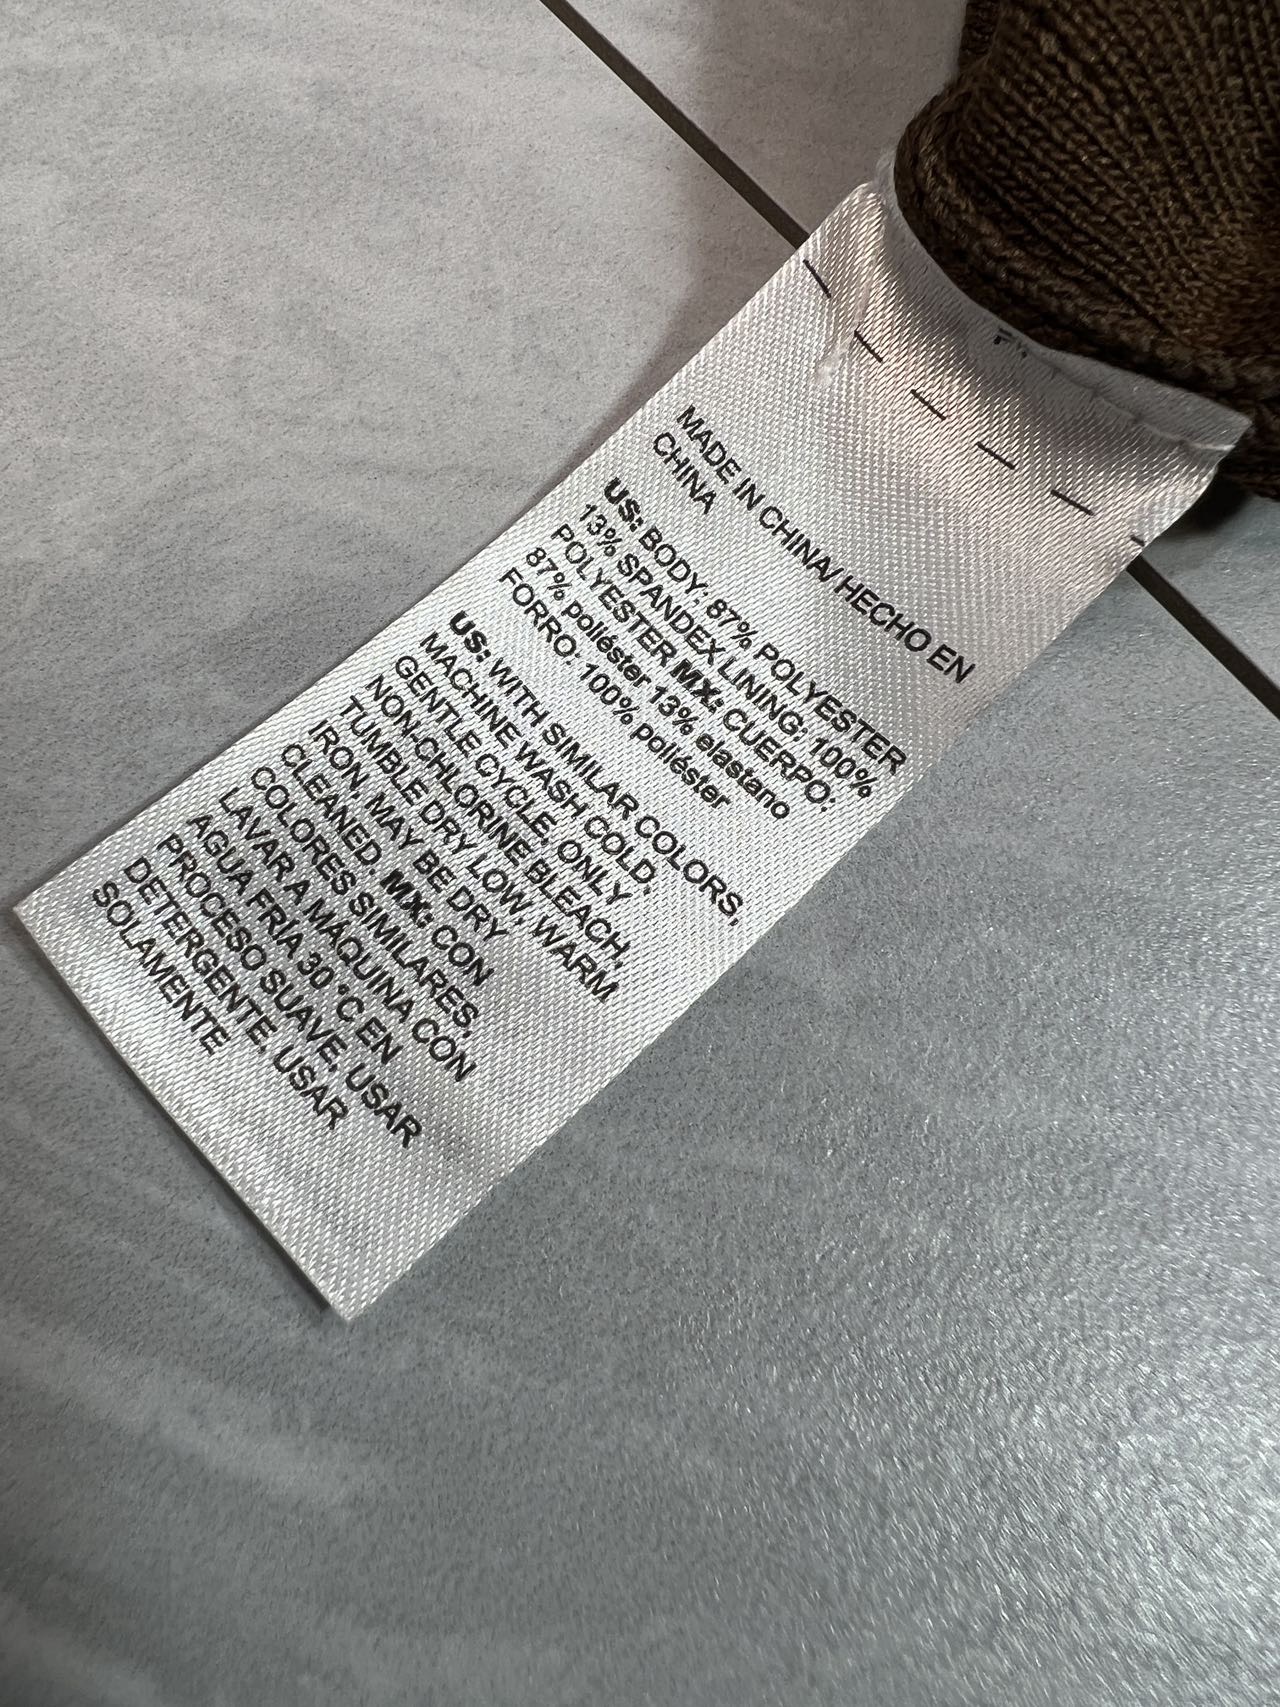 MADE IN CHINA/ HECHO EN
CHINA
US: BODY: 87% POLYESTER
13% SPANDEX LINING: 100%
POLYESTER MX: CUERPO:
87% poliéster 13% elastano
FORRO: 100% poliéster
US: WITH SIMILAR COLORS,
MACHINE WASH COLD,
GENTLE CYCLE, ONLY
NON-CHLORINE BLEACH,
TUMBLE DRY LOW, WARM
IRON, MAY BE DRY
CLEANED. MX: CON
COLORES SIMILARES,
LAVAR A MÁQUINA CON
AGUA FRIA 30 °C EN
PROCESO SUAVE, USAR
DETERGENTE, USAR
SOLAMENTE